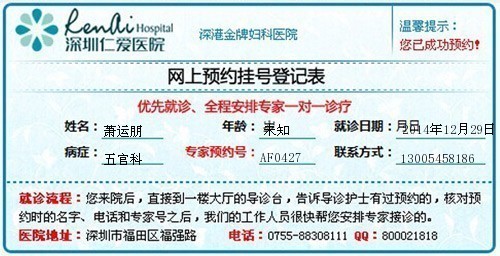 RenAi Hospital
深圳仁爱医院
深港金牌妇科医院
温馨提示：
您已成功预约！
网上预约挂号登记表
优先就诊、全程安排专家一对一诊疗
姓名： 萧运朋 年龄： 未知 就诊日期： 2014年12月29日
病症： 五官科 专家预约号： AF0427 联系方式： 13005458186
就诊流程：您来院后，直接到一楼大厅的导诊台，告诉导诊护士有过预约的，核对预
约时的名字、电话和专家号之后，我们的工作人员很快帮您安排专家接诊的。
医院地址：深圳市福田区福强路 电话：0755-88308111 QQ：800021818